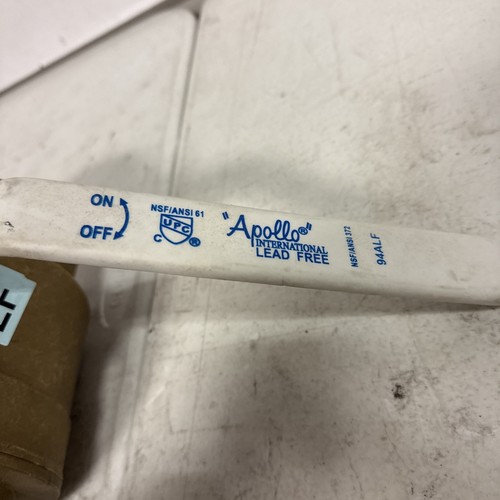 ON
OFF
NSF/ANSI 61
UPC
C ®
"Apollo®"
INTERNATIONAL
LEAD FREE
NSF/ANSI 372
94ALF